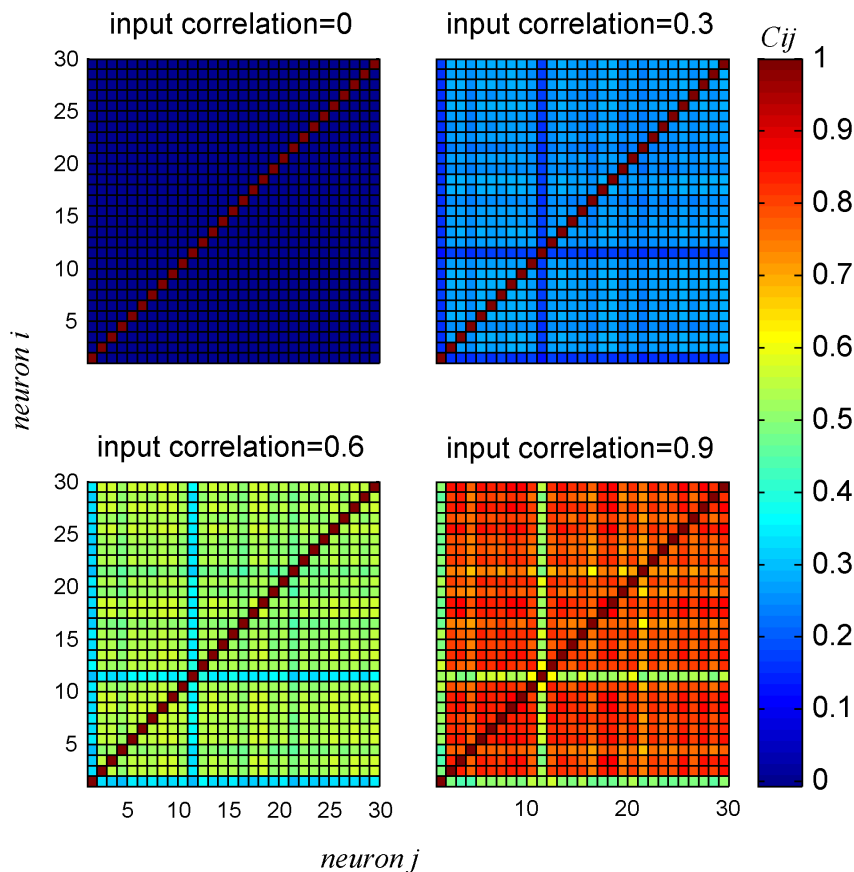 input correlation=0
input correlation=0.3
Cij
30
25
20
15
10
5
1
0.9
0.8
0.7
0.6
0.5
0.4
0.3
0.2
0.1
0
neuron i
input correlation=0.6
input correlation=0.9
30
25
20
15
10
5
5 10 15 20 25 30
10 20 30
neuron j